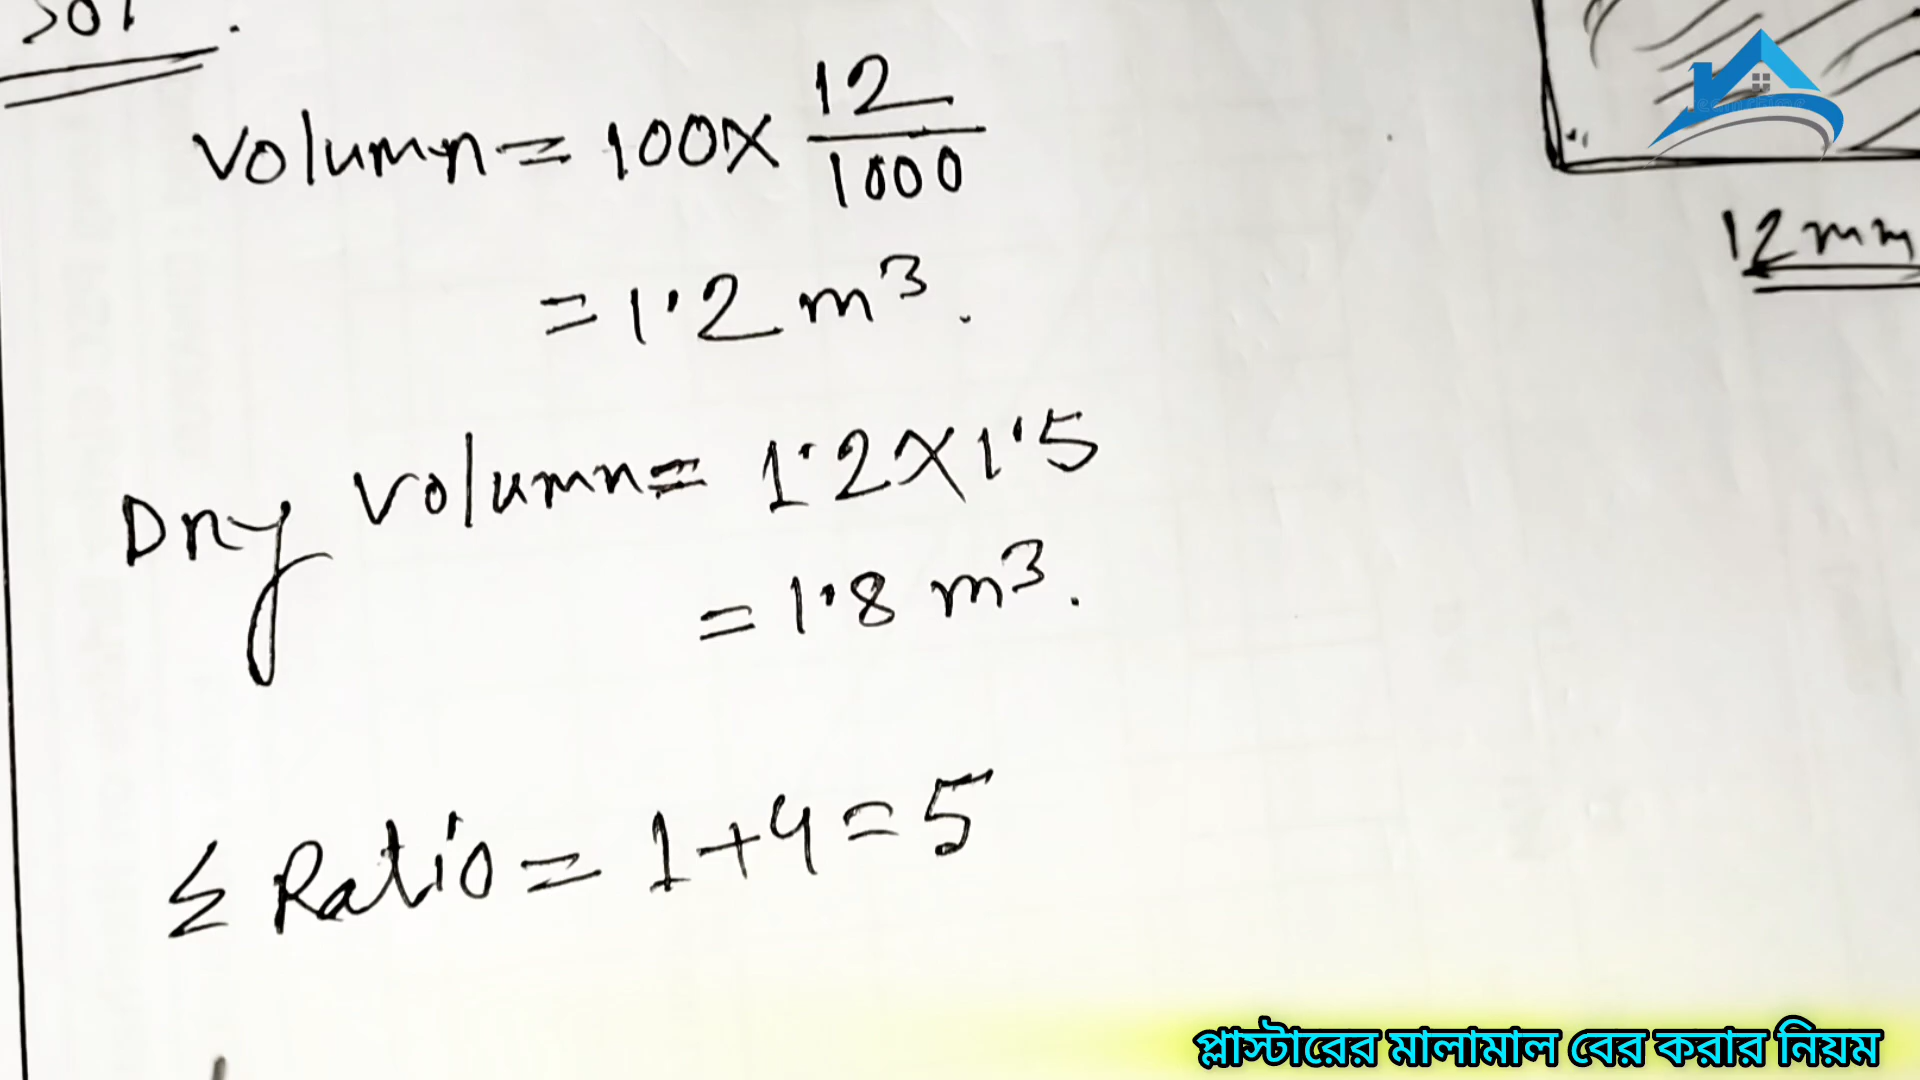 Sol.
Volumn = 100 × 12/1000
= 1.2 m³.
12mm
Dry Volumn = 1.2 × 1.5
= 1.8 m³.
Σ Ratio = 1+4 = 5
প্লাস্টারের মালামাল বের করার নিয়ম